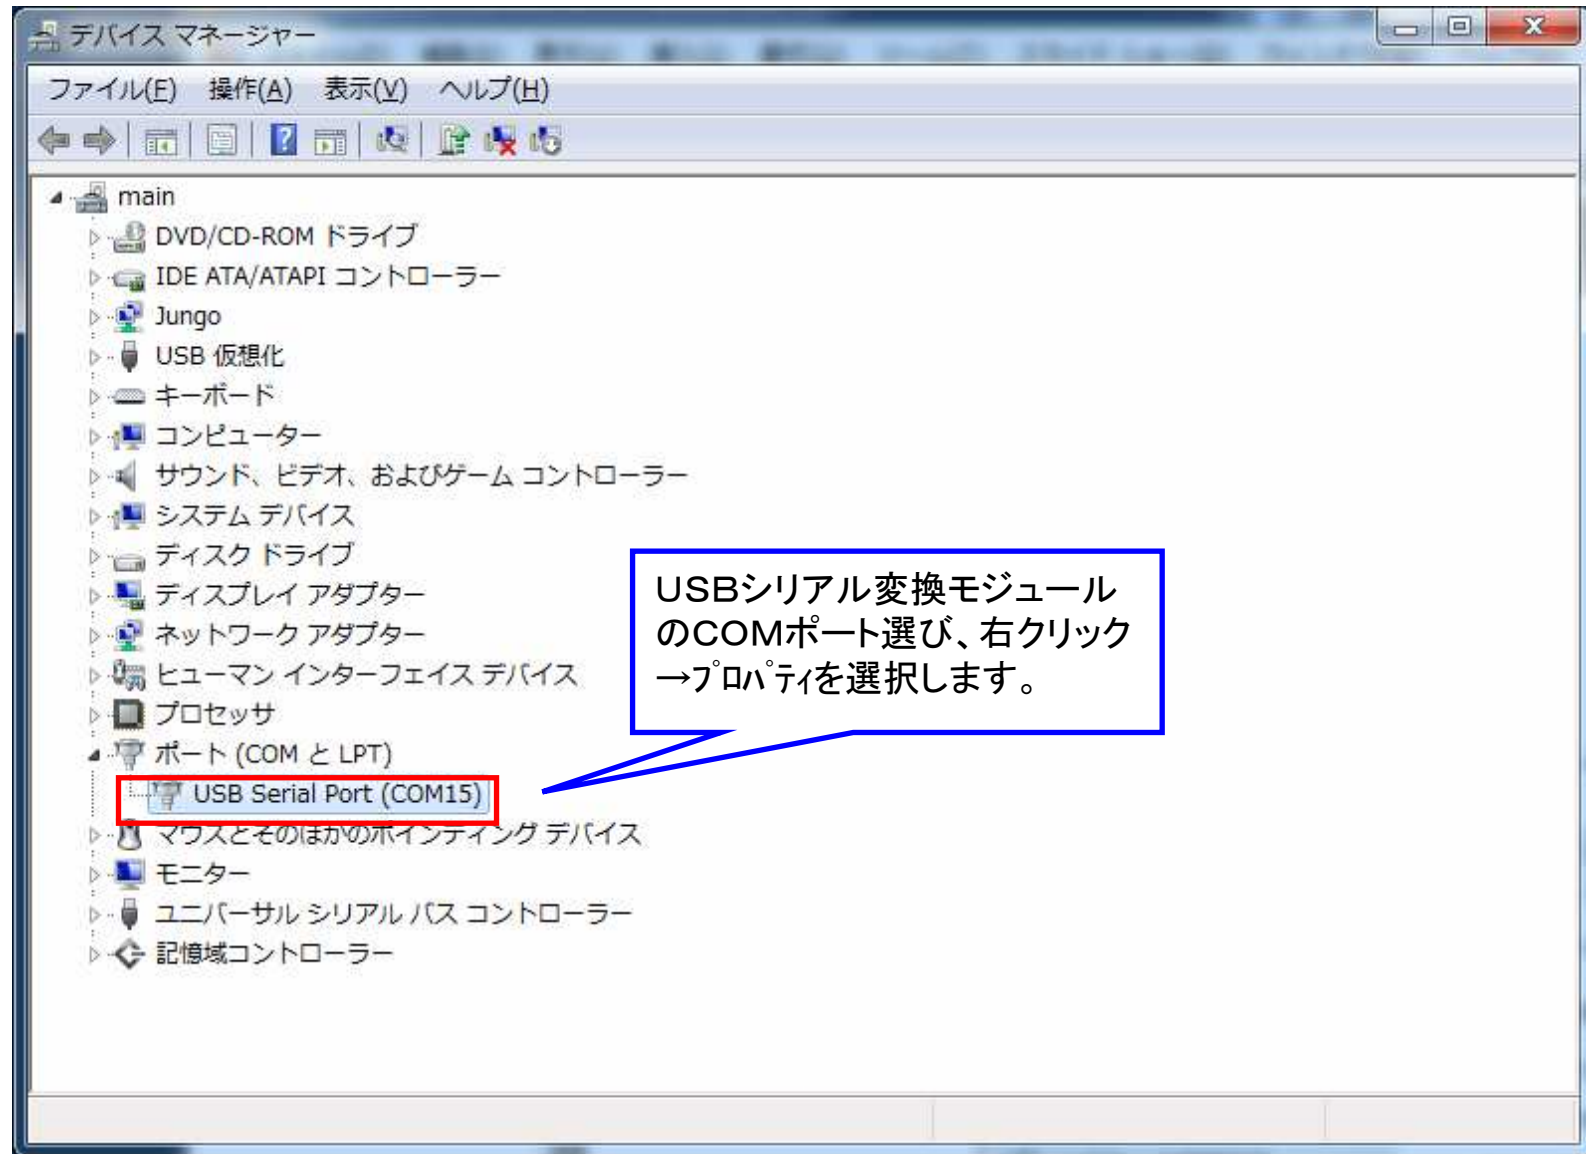 デバイス マネージャー
ファイル(F) 操作(A) 表示(V) ヘルプ(H)
main
DVD/CD-ROM ドライブ
IDE ATA/ATAPI コントローラー
Jungo
USB 仮想化
キーボード
コンピューター
サウンド、ビデオ、およびゲーム コントローラー
システム デバイス
ディスク ドライブ
ディスプレイ アダプター
ネットワーク アダプター
ヒューマン インターフェイス デバイス
プロセッサ
ポート (COM と LPT)
USB Serial Port (COM15)
マウスとそのほかのポインティング デバイス
モニター
ユニバーサル シリアル バス コントローラー
記憶域コントローラー
USBシリアル変換モジュール
のCOMポート選び、右クリック
→プロパティを選択します。